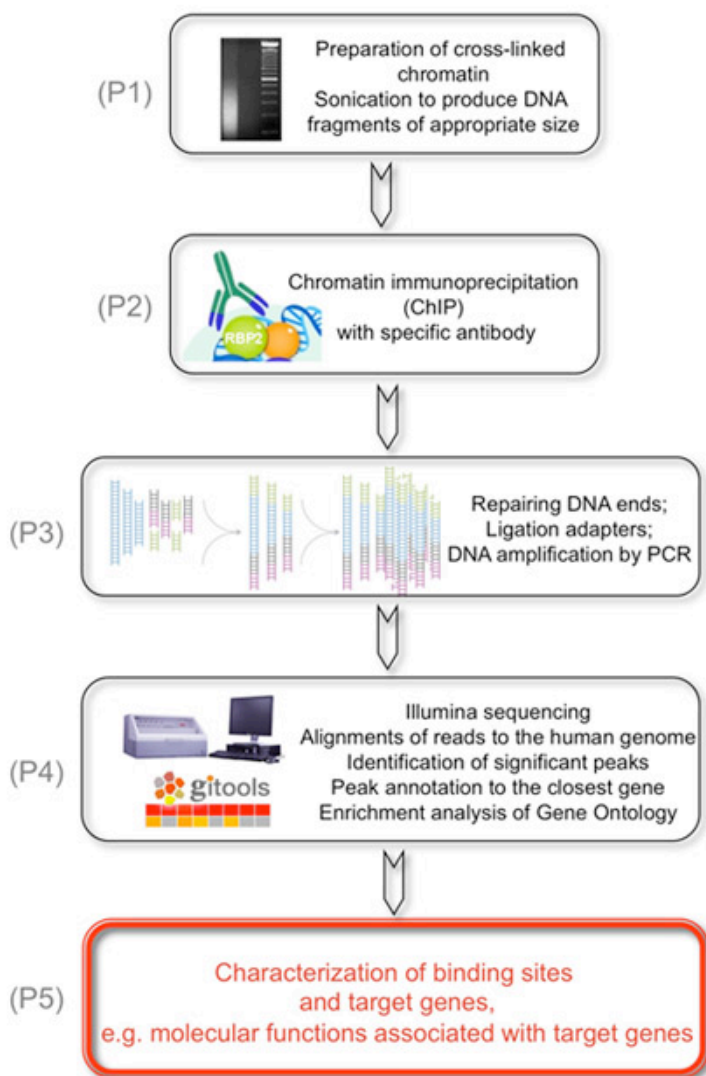 (P1)
Preparation of cross-linked
chromatin
Sonication to produce DNA
fragments of appropriate size
(P2)
RBP2
Chromatin immunoprecipitation
(ChIP)
with specific antibody
(P3)
Repairing DNA ends;
Ligation adapters;
DNA amplification by PCR
(P4)
gitools
Illumina sequencing
Alignments of reads to the human genome
Identification of significant peaks
Peak annotation to the closest gene
Enrichment analysis of Gene Ontology
(P5)
Characterization of binding sites
and target genes,
e.g. molecular functions associated with target genes